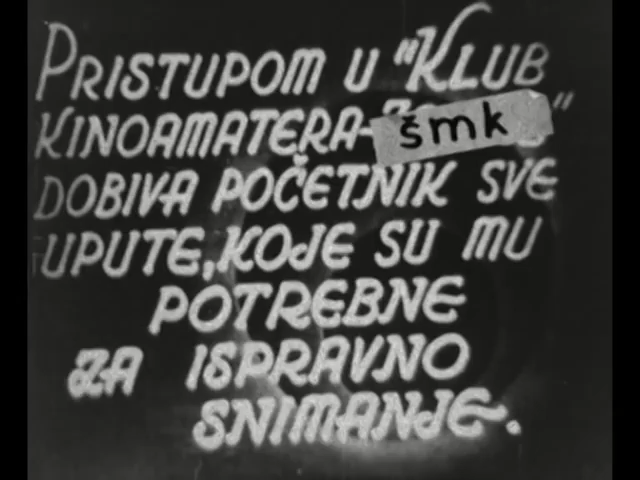 PRISTUPOM U "KLUB
KINOAMATERA- šmk"
DOBIVA POČETNIK SVE
UPUTE, KOJE SU MU
POTREBNE
ZA ISPRAVNO
SNIMANJE.